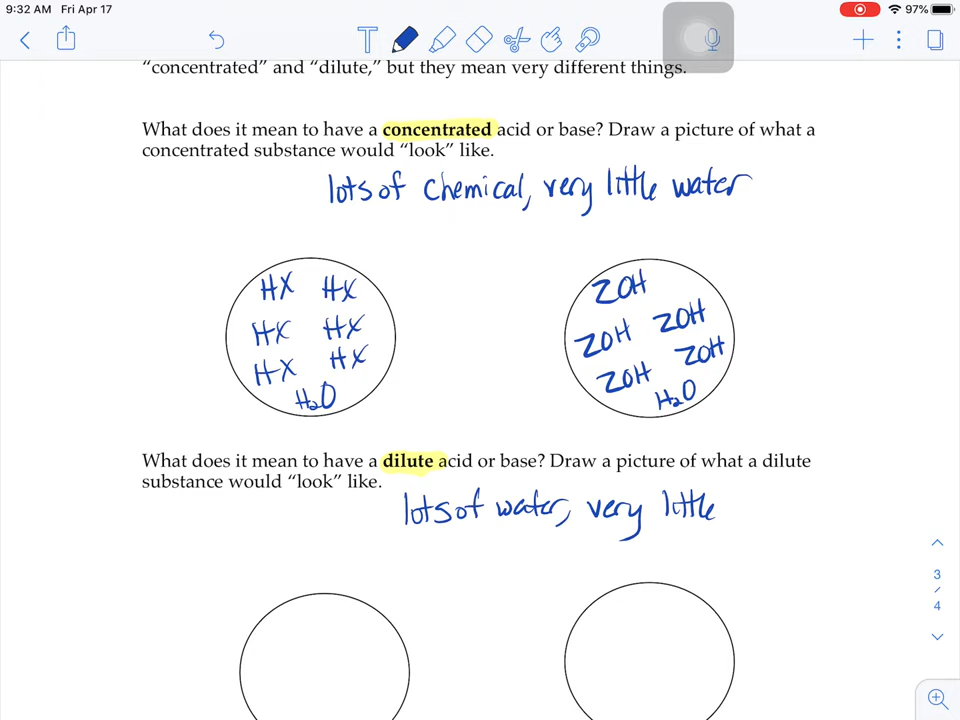 9:32 AM Fri Apr 17
97%
T
“concentrated” and “dilute,” but they mean very different things.
What does it mean to have a concentrated acid or base? Draw a picture of what a
concentrated substance would “look” like.
lots of chemical, very little water
HX HX
HX HX
HX HX
H₂O
ZOH
ZOH ZOH
ZOH ZOH
H₂O
What does it mean to have a dilute acid or base? Draw a picture of what a dilute
substance would “look” like.
lots of water, very little
3
/
4